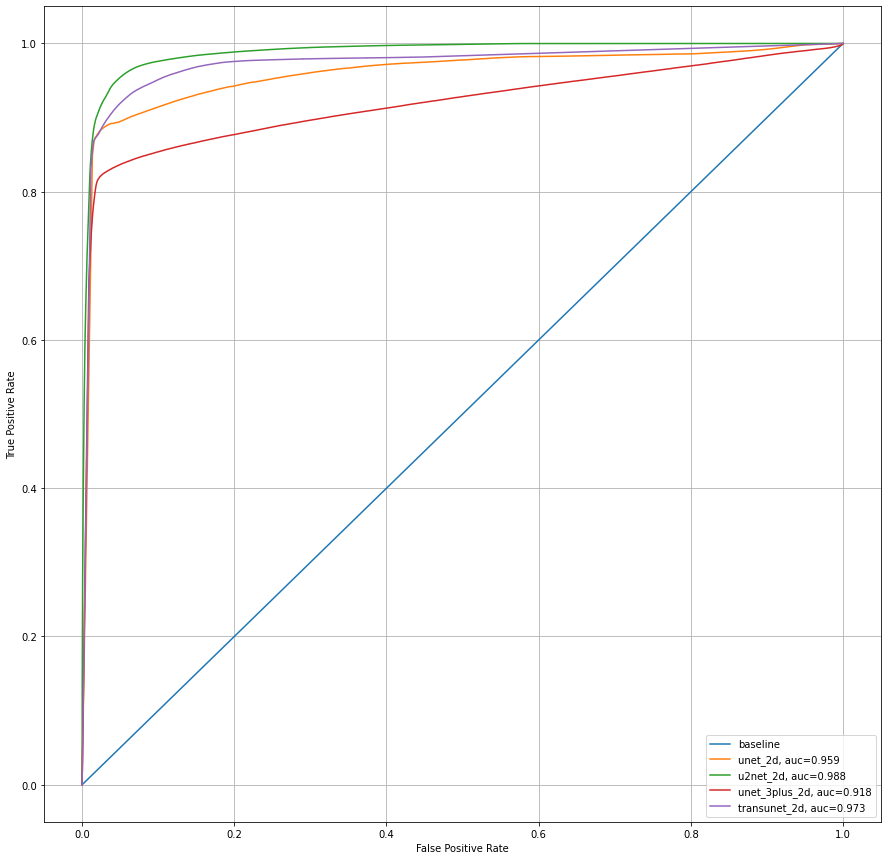 1.0
0.8
0.6
0.4
0.2
0.0
True Positive Rate
baseline
unet_2d, auc=0.959
u2net_2d, auc=0.988
unet_3plus_2d, auc=0.918
transunet_2d, auc=0.973
0.0 0.2 0.4 0.6 0.8 1.0
False Positive Rate